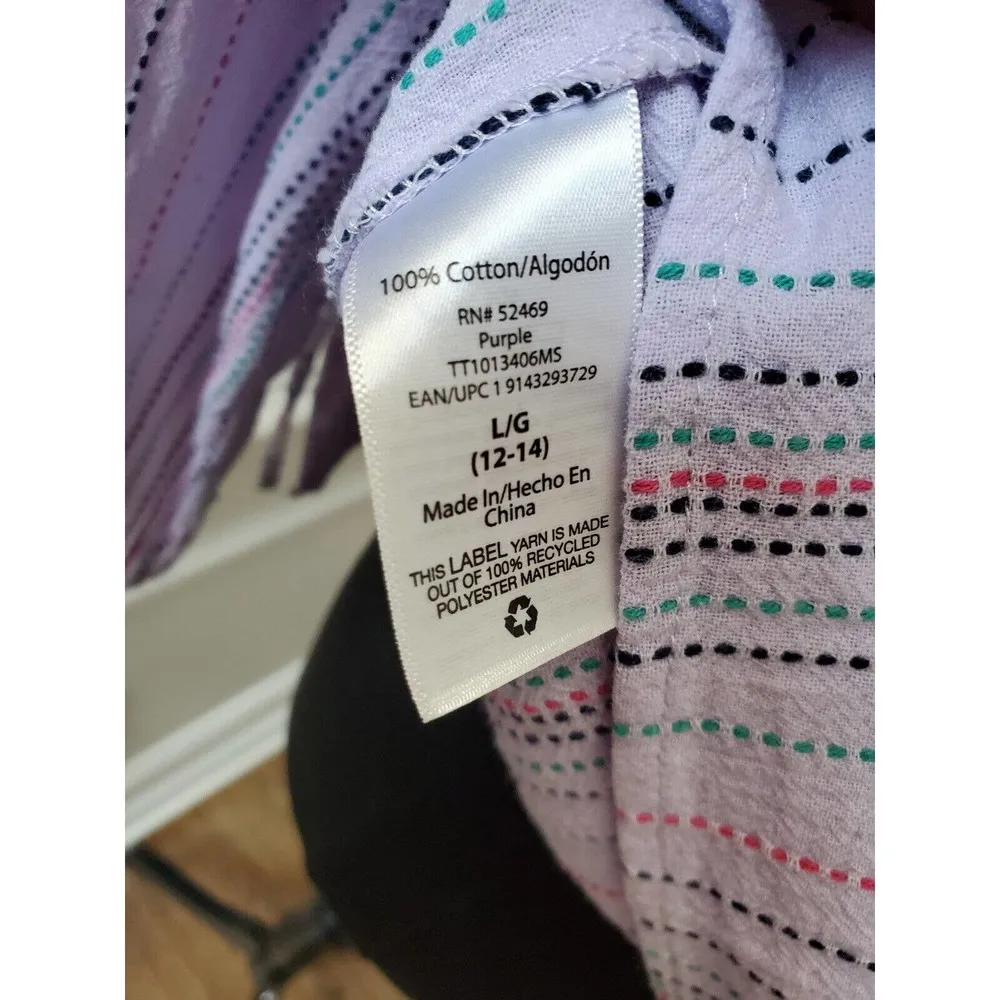 100% Cotton/Algodón
RN# 52469
Purple
TT1013406MS
EAN/UPC 1 9143293729
L/G
(12-14)
Made In/Hecho En
China
THIS LABEL YARN IS MADE
OUT OF 100% RECYCLED
POLYESTER MATERIALS